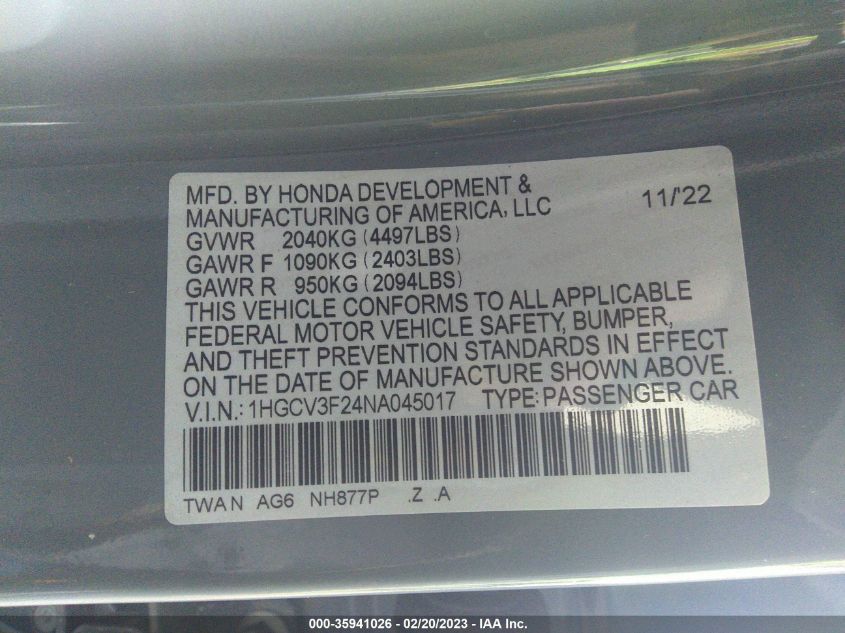 MFD. BY HONDA DEVELOPMENT &
MANUFACTURING OF AMERICA, LLC 11/'22
GVWR 2040KG (4497LBS)
GAWR F 1090KG (2403LBS)
GAWR R 950KG (2094LBS)
THIS VEHICLE CONFORMS TO ALL APPLICABLE
FEDERAL MOTOR VEHICLE SAFETY, BUMPER,
AND THEFT PREVENTION STANDARDS IN EFFECT
ON THE DATE OF MANUFACTURE SHOWN ABOVE.
V.I.N.: 1HGCV3F24NA045017 TYPE: PASSENGER CAR
TWAN AG6 NH877P .Z .A
000-35941026 - 02/20/2023 - IAA Inc.